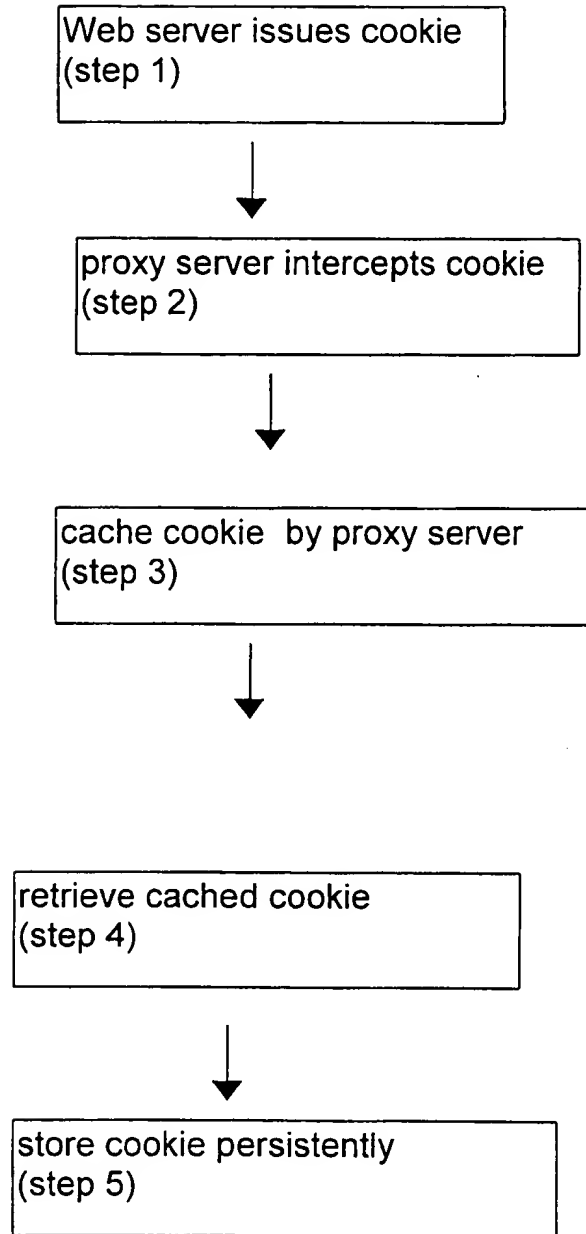 Web server issues cookie
(step 1)
proxy server intercepts cookie
(step 2)
cache cookie by proxy server
(step 3)
retrieve cached cookie
(step 4)
store cookie persistently
(step 5)